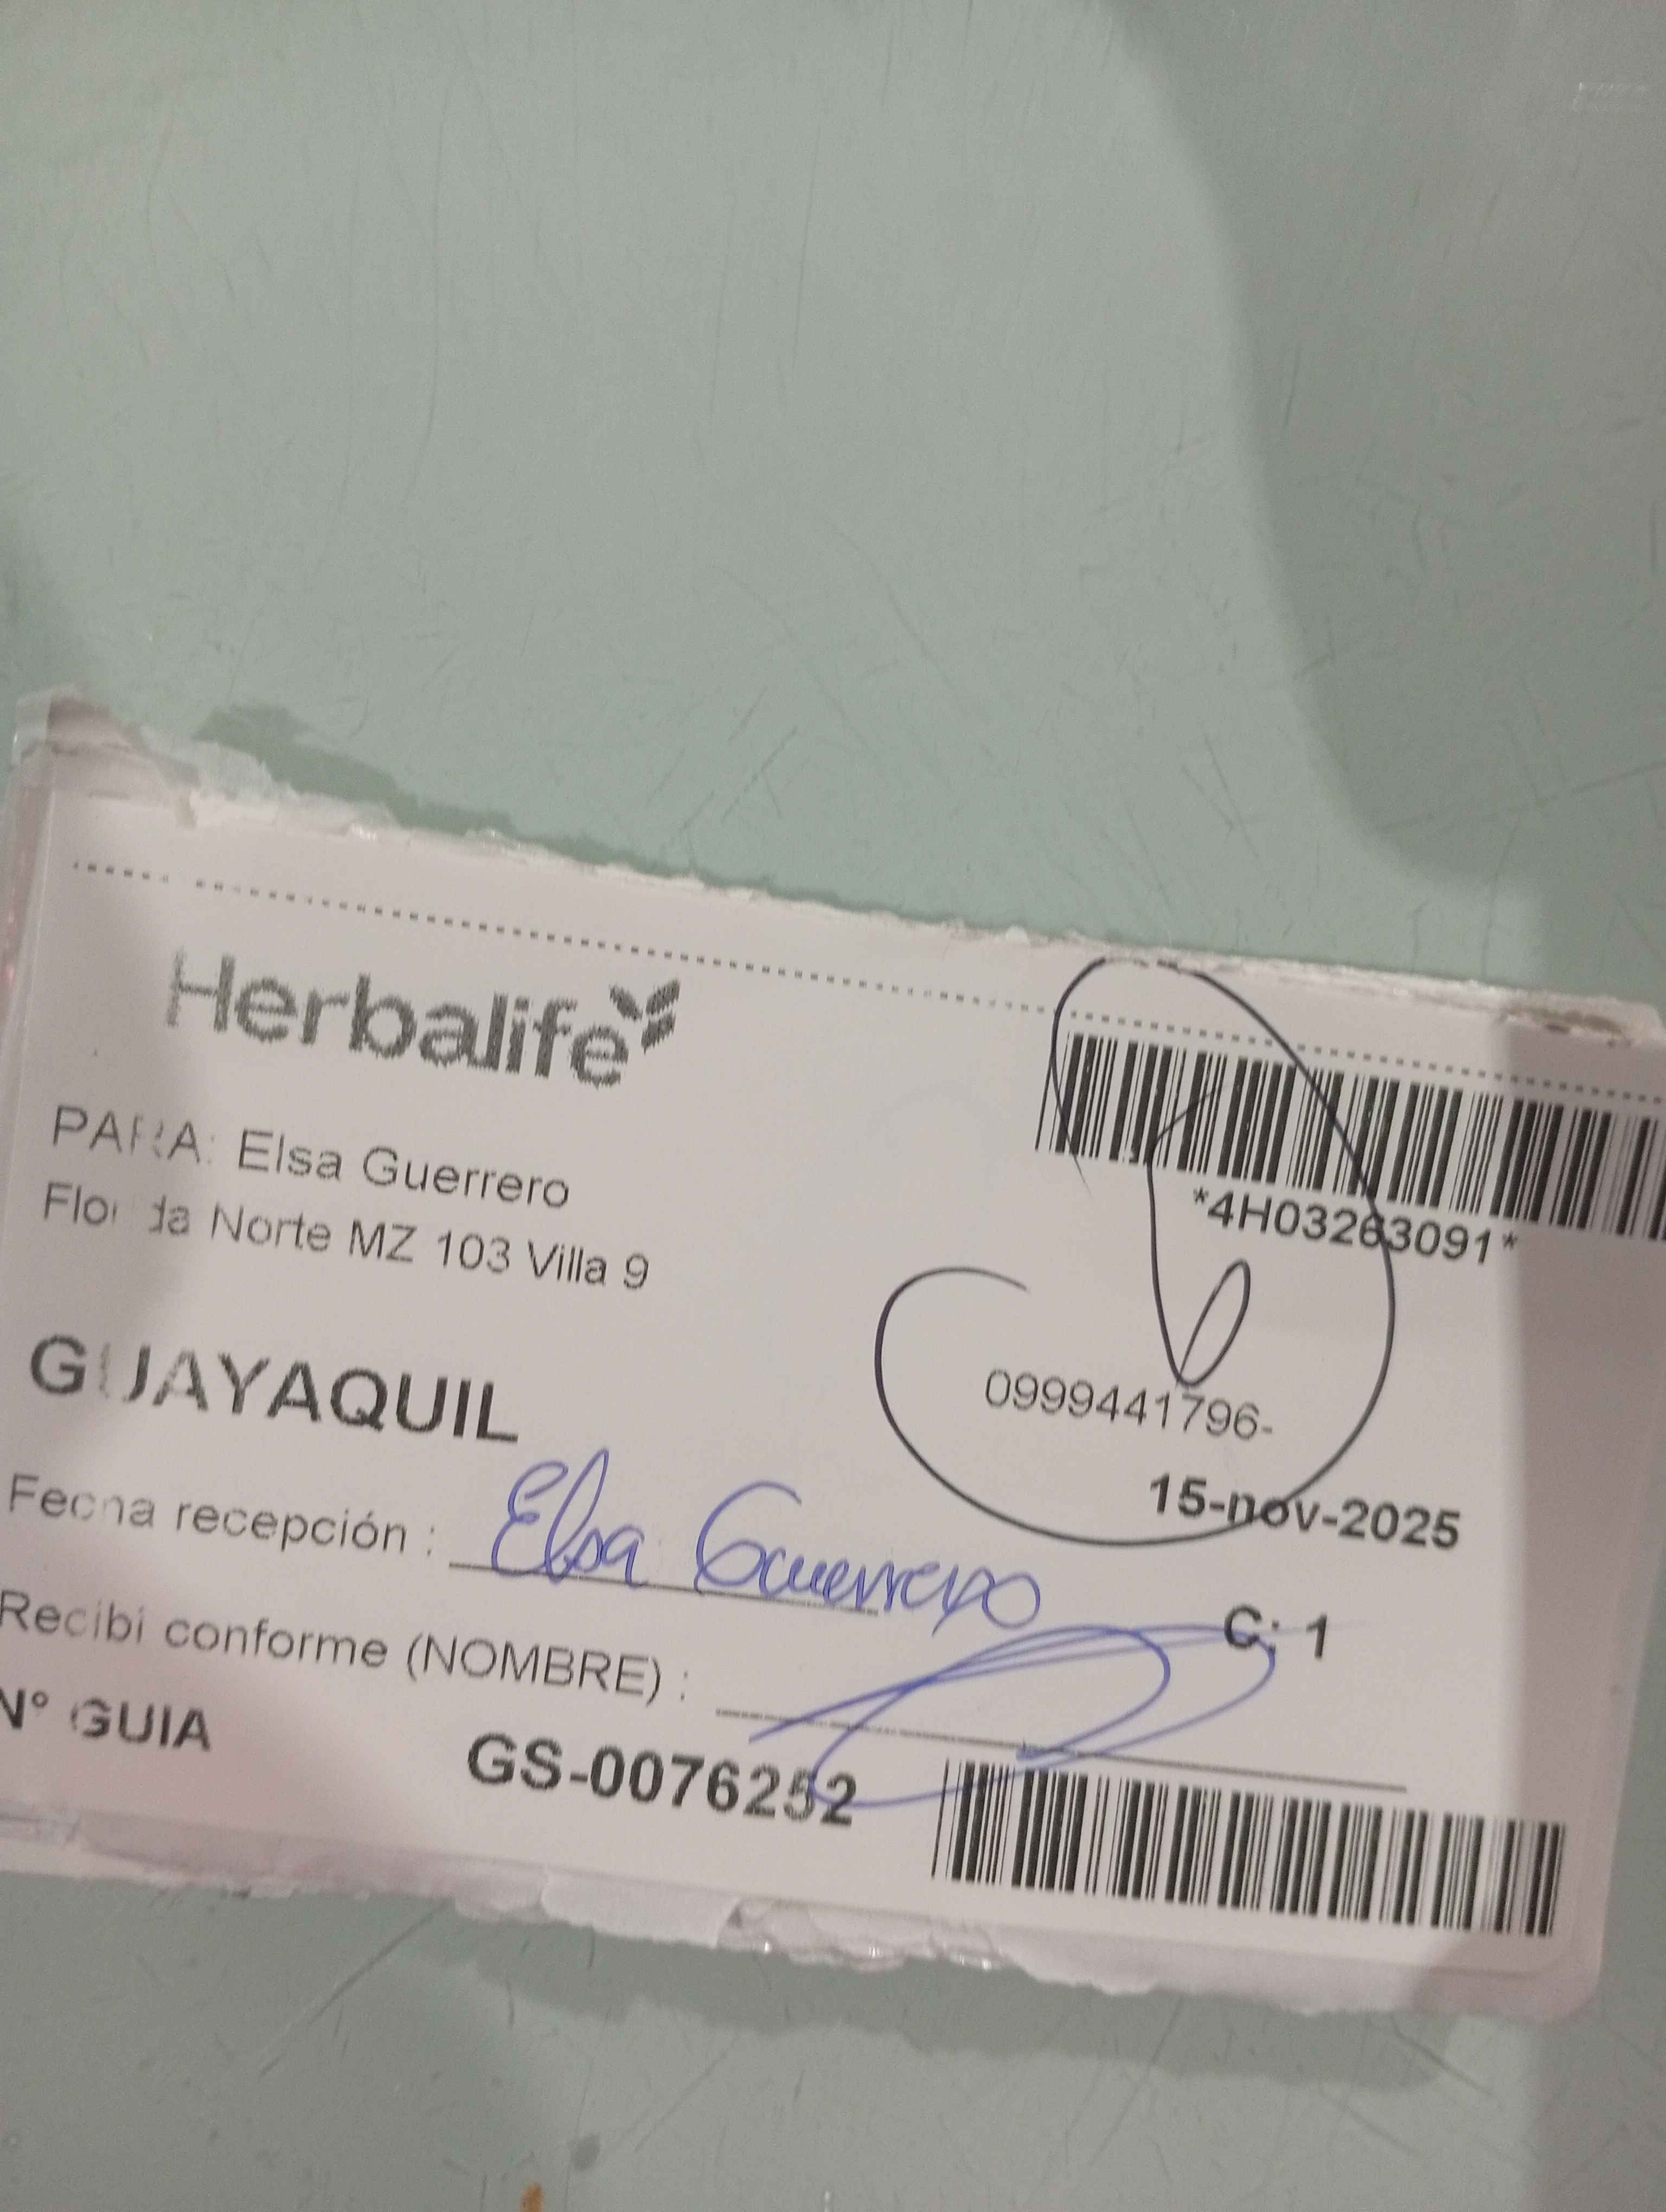 Herbalife
*4H03263091*
PARA: Elsa Guerrero
Florida Norte MZ 103 Villa 9
GUAYAQUIL
0999441796-
15-nov-2025
Fecha recepción : Elsa Guerrero
C: 1
Recibi conforme (NOMBRE) :
N° GUIA GS-0076252